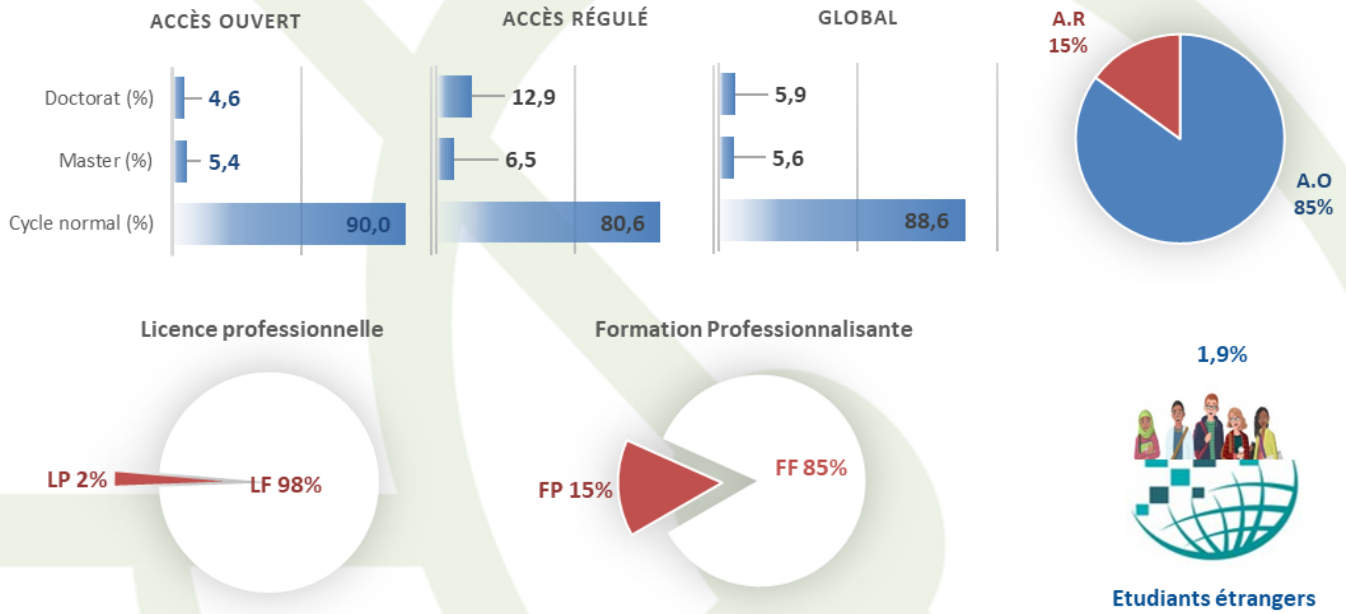 ACCÈS OUVERT
Doctorat (%)
4,6
Master (%)
5,4
Cycle normal (%)
90,0
ACCÈS RÉGULÉ
12,9
6,5
80,6
GLOBAL
5,9
5,6
88,6
A.R
15%
A.O
85%
Licence professionnelle
LP 2%
LF 98%
Formation Professionnalisante
FP 15%
FF 85%
1,9%
Etudiants étrangers